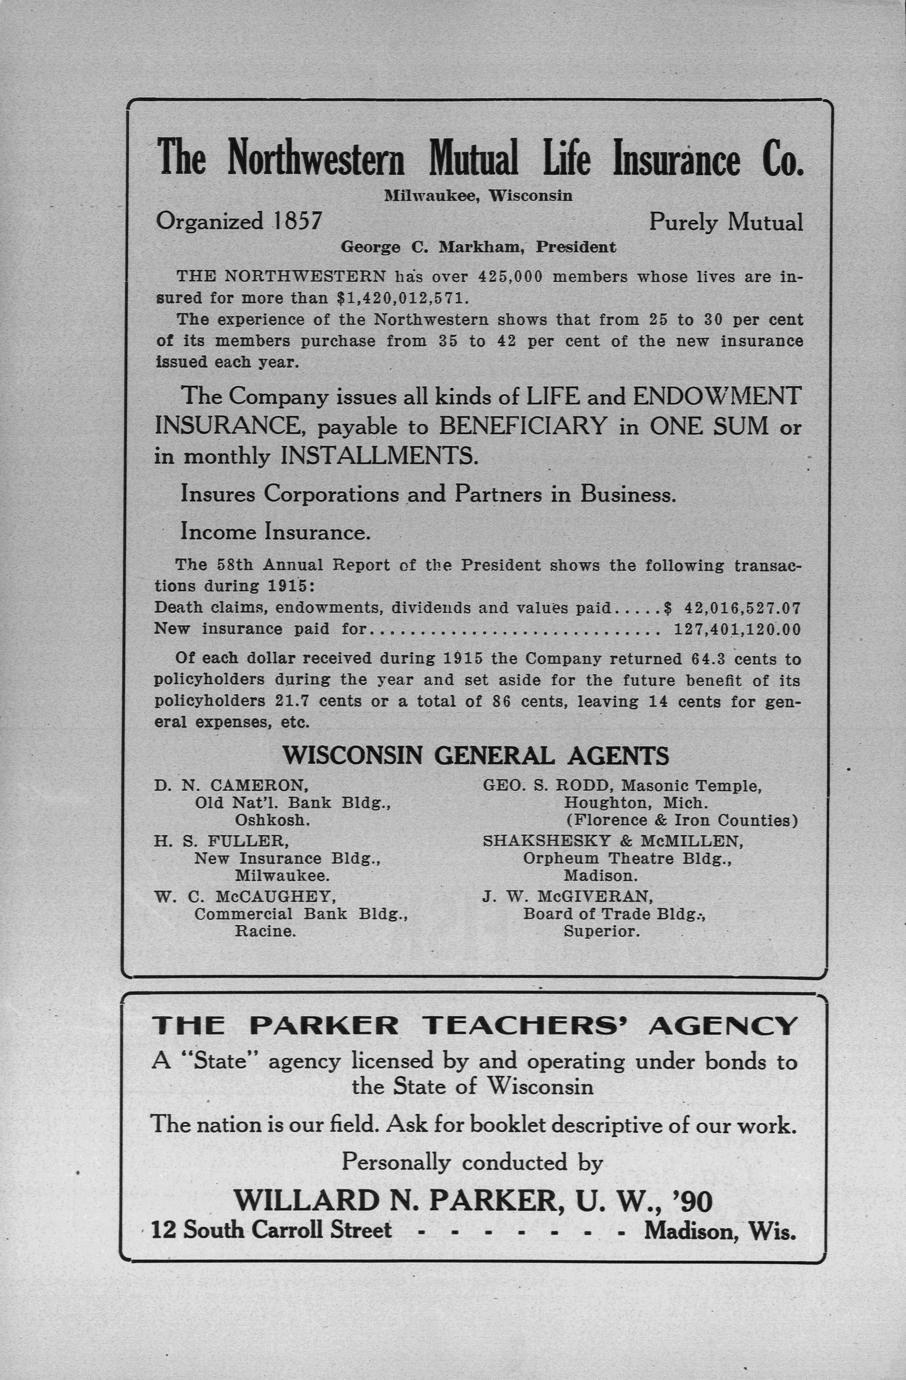 The Northwestern Mutual Life Insurance Co.
Milwaukee, Wisconsin
Organized 1857 Purely Mutual
George C. Markham, President
THE NORTHWESTERN has over 425,000 members whose lives are in-
sured for more than $1,420,012,571.
The experience of the Northwestern shows that from 25 to 30 per cent
of its members purchase from 35 to 42 per cent of the new insurance
issued each year.
The Company issues all kinds of LIFE and ENDOWMENT
INSURANCE, payable to BENEFICIARY in ONE SUM or
in monthly INSTALLMENTS.
Insures Corporations and Partners in Business.
Income Insurance.
The 58th Annual Report of the President shows the following transac-
tions during 1915:
Death claims, endowments, dividends and values paid.....$ 42,016,527.07
New insurance paid for............................. 127,401,120.00
Of each dollar received during 1915 the Company returned 64.3 cents to
policyholders during the year and set aside for the future benefit of its
policyholders 21.7 cents or a total of 86 cents, leaving 14 cents for gen-
eral expenses, etc.
WISCONSIN GENERAL AGENTS
D. N. CAMERON,
Old Nat'l. Bank Bldg.,
Oshkosh.
H. S. FULLER,
New Insurance Bldg.,
Milwaukee.
W. C. McCAUGHEY,
Commercial Bank Bldg.,
Racine.
GEO. S. RODD, Masonic Temple,
Houghton, Mich.
(Florence & Iron Counties)
SHAKSHESKY & McMILLEN,
Orpheum Theatre Bldg.,
Madison.
J. W. McGIVERAN,
Board of Trade Bldg.,
Superior.
THE PARKER TEACHERS' AGENCY
A "State" agency licensed by and operating under bonds to
the State of Wisconsin
The nation is our field. Ask for booklet descriptive of our work.
Personally conducted by
WILLARD N. PARKER, U. W., '90
12 South Carroll Street - - - - - - - Madison, Wis.